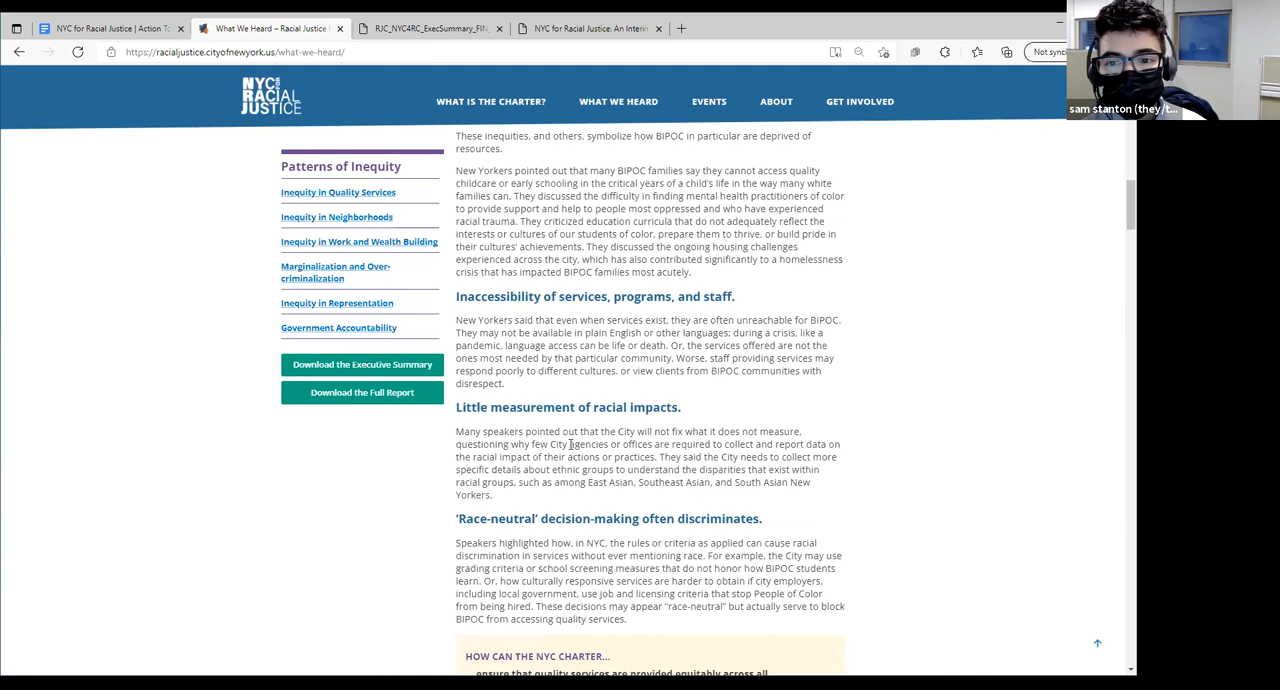 NYC for Racial Justice | Action To
What We Heard – Racial Justice
RJC_NYC4RC_ExecSummary_FIN
NYC for Racial Justice: An Interin
https://racialjustice.cityofnewyork.us/what-we-heard/
Not sync
sam stanton (they/t...
NYC
FOR
RACIAL
JUSTICE
WHAT IS THE CHARTER?
WHAT WE HEARD
EVENTS
ABOUT
GET INVOLVED
Patterns of Inequity
Inequity in Quality Services
Inequity in Neighborhoods
Inequity in Work and Wealth Building
Marginalization and Over-
criminalization
Inequity in Representation
Government Accountability
Download the Executive Summary
Download the Full Report
These inequities, and others, symbolize how BIPOC in particular are deprived of
resources.
New Yorkers pointed out that many BIPOC families say they cannot access quality
childcare or early schooling in the critical years of a child's life in the way many white
families can. They discussed the difficulty in finding mental health practitioners of color
to provide support and help to people most oppressed and who have experienced
racial trauma. They criticized education curricula that do not adequately reflect the
interests or cultures of our students of color, prepare them to thrive, or build pride in
their cultures' achievements. They discussed the ongoing housing challenges
experienced across the city, which has also contributed significantly to a homelessness
crisis that has impacted BIPOC families most acutely.
Inaccessibility of services, programs, and staff.
New Yorkers said that even when services exist, they are often unreachable for BIPOC.
They may not be available in plain English or other languages; during a crisis, like a
pandemic, language access can be life or death. Or, the services offered are not the
ones most needed by that particular community. Worse, staff providing services may
respond poorly to different cultures, or view clients from BIPOC communities with
disrespect.
Little measurement of racial impacts.
Many speakers pointed out that the City will not fix what it does not measure,
questioning why few City agencies or offices are required to collect and report data on
the racial impact of their actions or practices. They said the City needs to collect more
specific details about ethnic groups to understand the disparities that exist within
racial groups, such as among East Asian, Southeast Asian, and South Asian New
Yorkers.
'Race-neutral' decision-making often discriminates.
Speakers highlighted how, in NYC, the rules or criteria as applied can cause racial
discrimination in services without ever mentioning race. For example, the City may use
grading criteria or school screening measures that do not honor how BIPOC students
learn. Or, how culturally responsive services are harder to obtain if city employers,
including local government, use job and licensing criteria that stop People of Color
from being hired. These decisions may appear “race-neutral” but actually serve to block
BIPOC from accessing quality services.
HOW CAN THE NYC CHARTER...
ensure that quality services are provided equitably across all